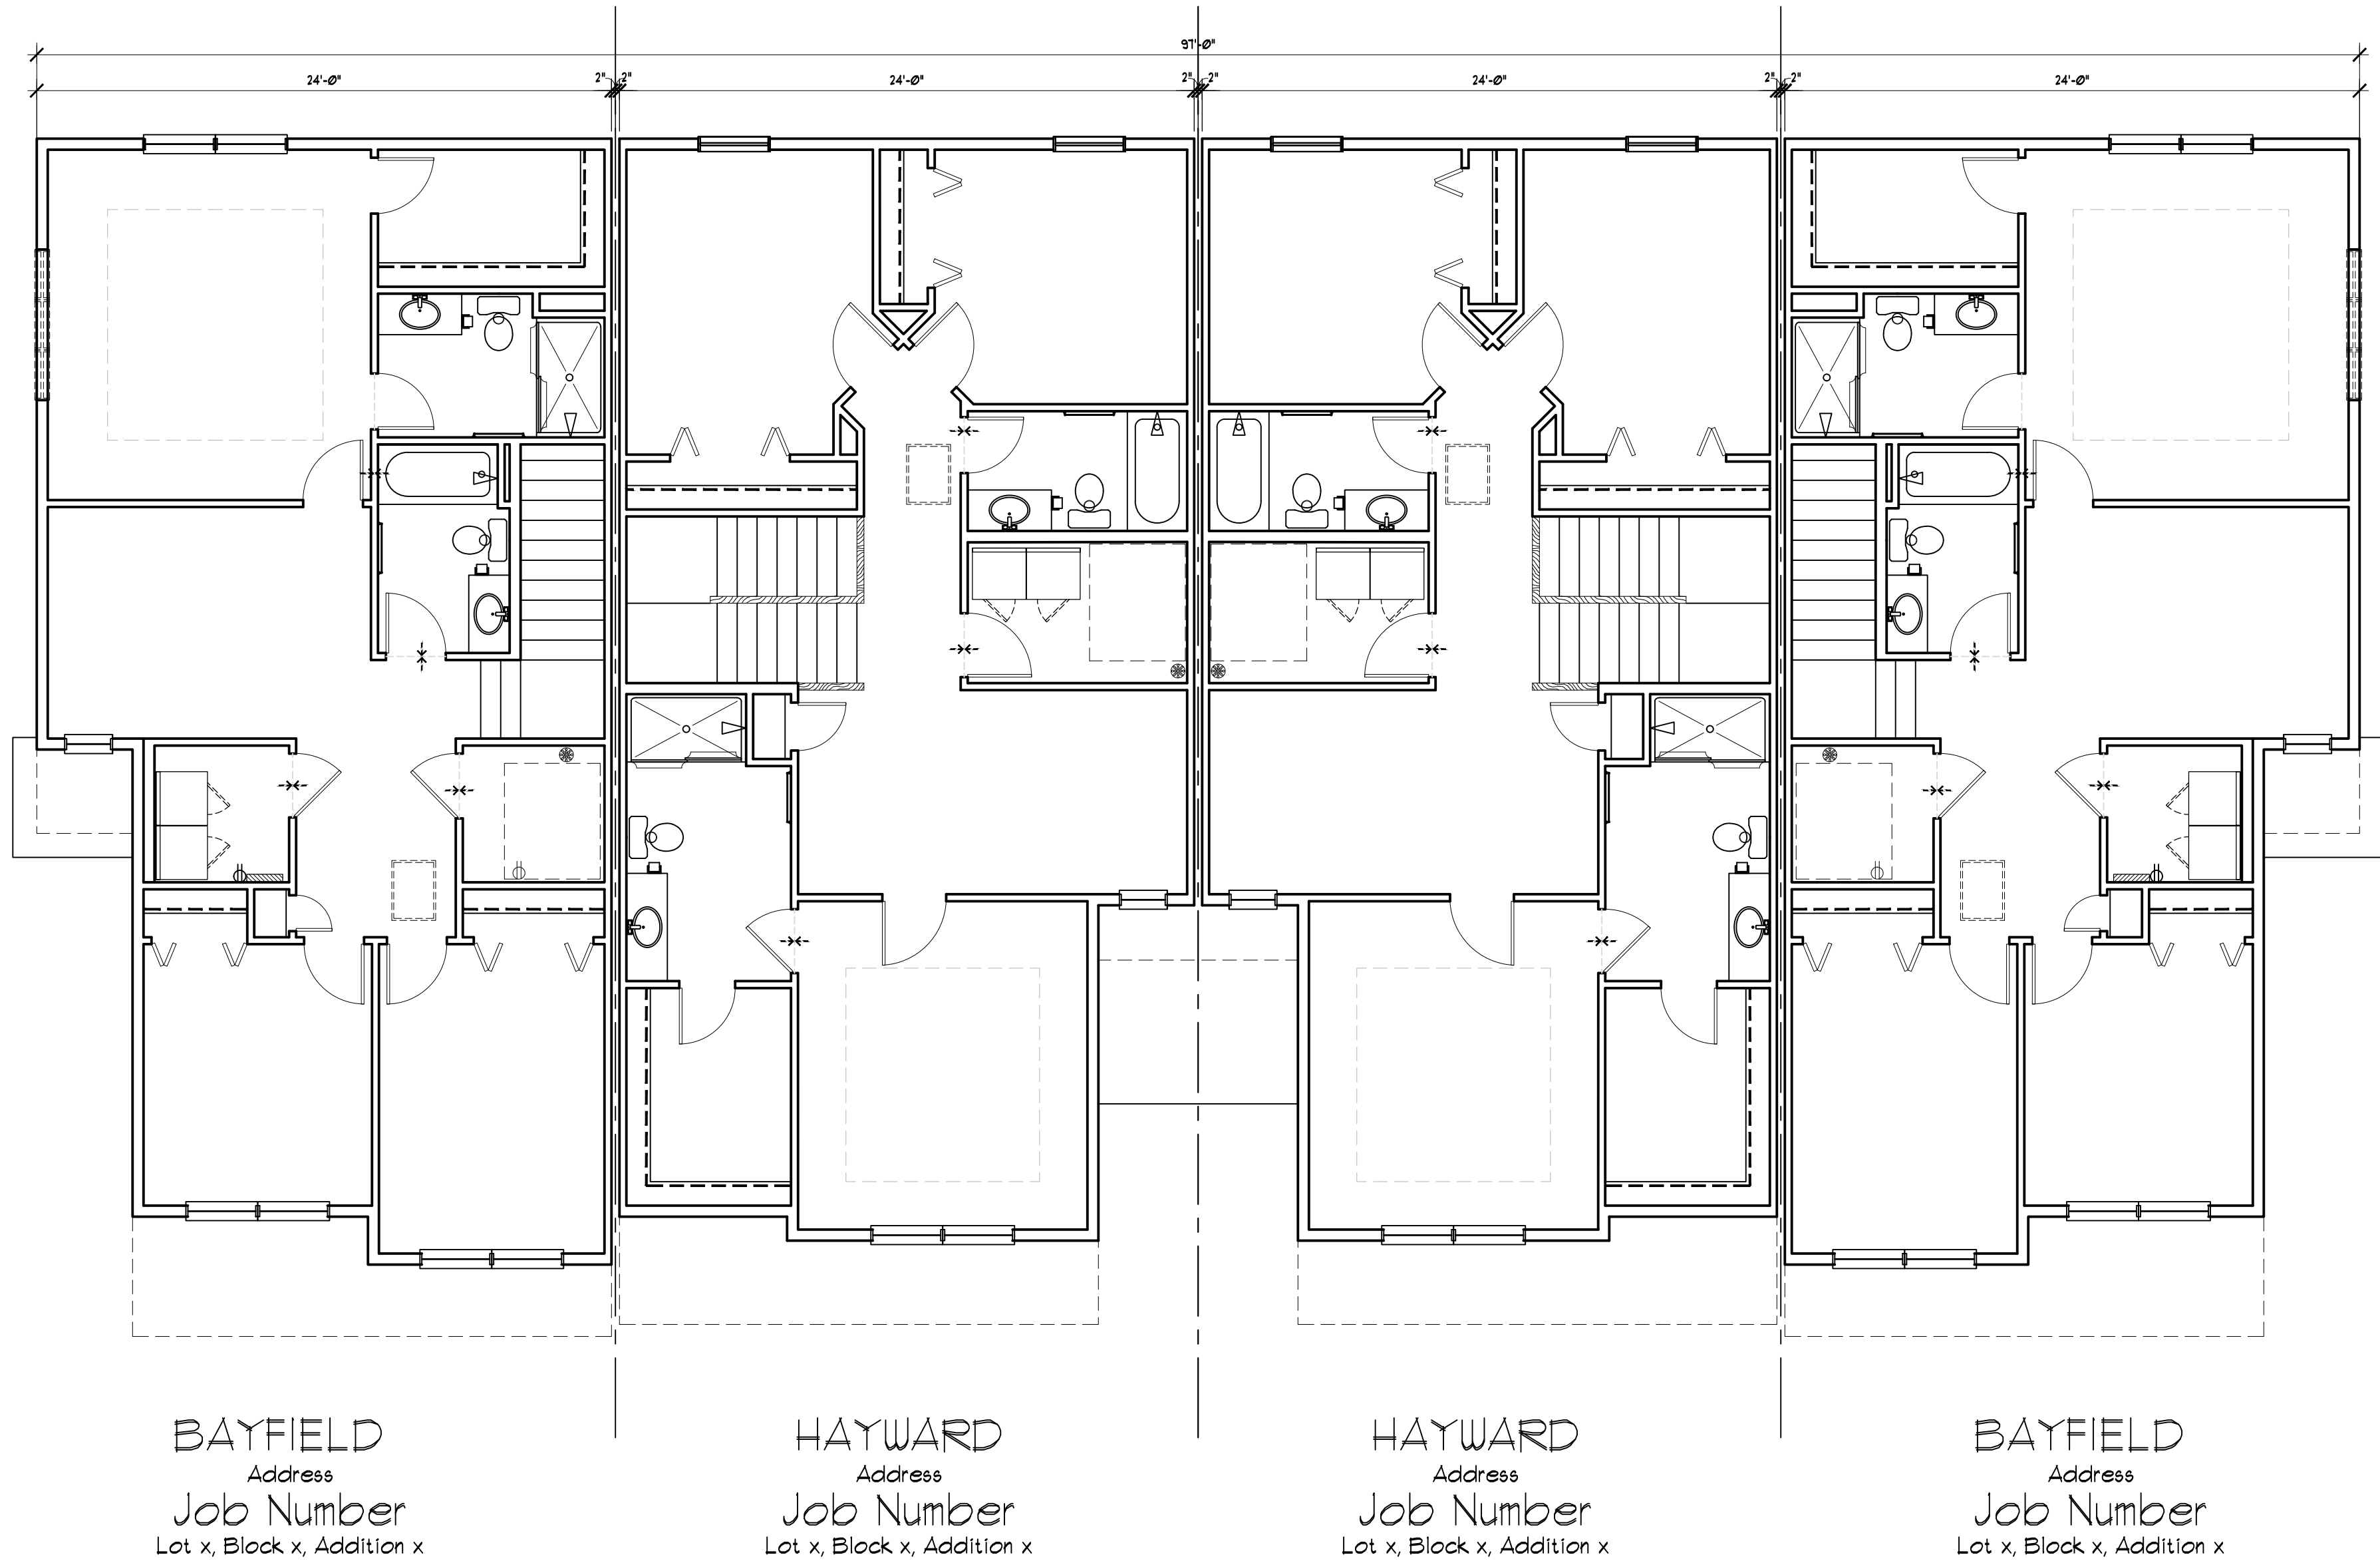 97'-0"
24'-0" 2" 2" 24'-0" 2" 2" 24'-0" 2" 2" 24'-0"
BAYFIELD HAYWARD HAYWARD BAYFIELD
Address Address Address Address
Job Number Job Number Job Number Job Number
Lot x, Block x, Addition x Lot x, Block x, Addition x Lot x, Block x, Addition x Lot x, Block x, Addition x